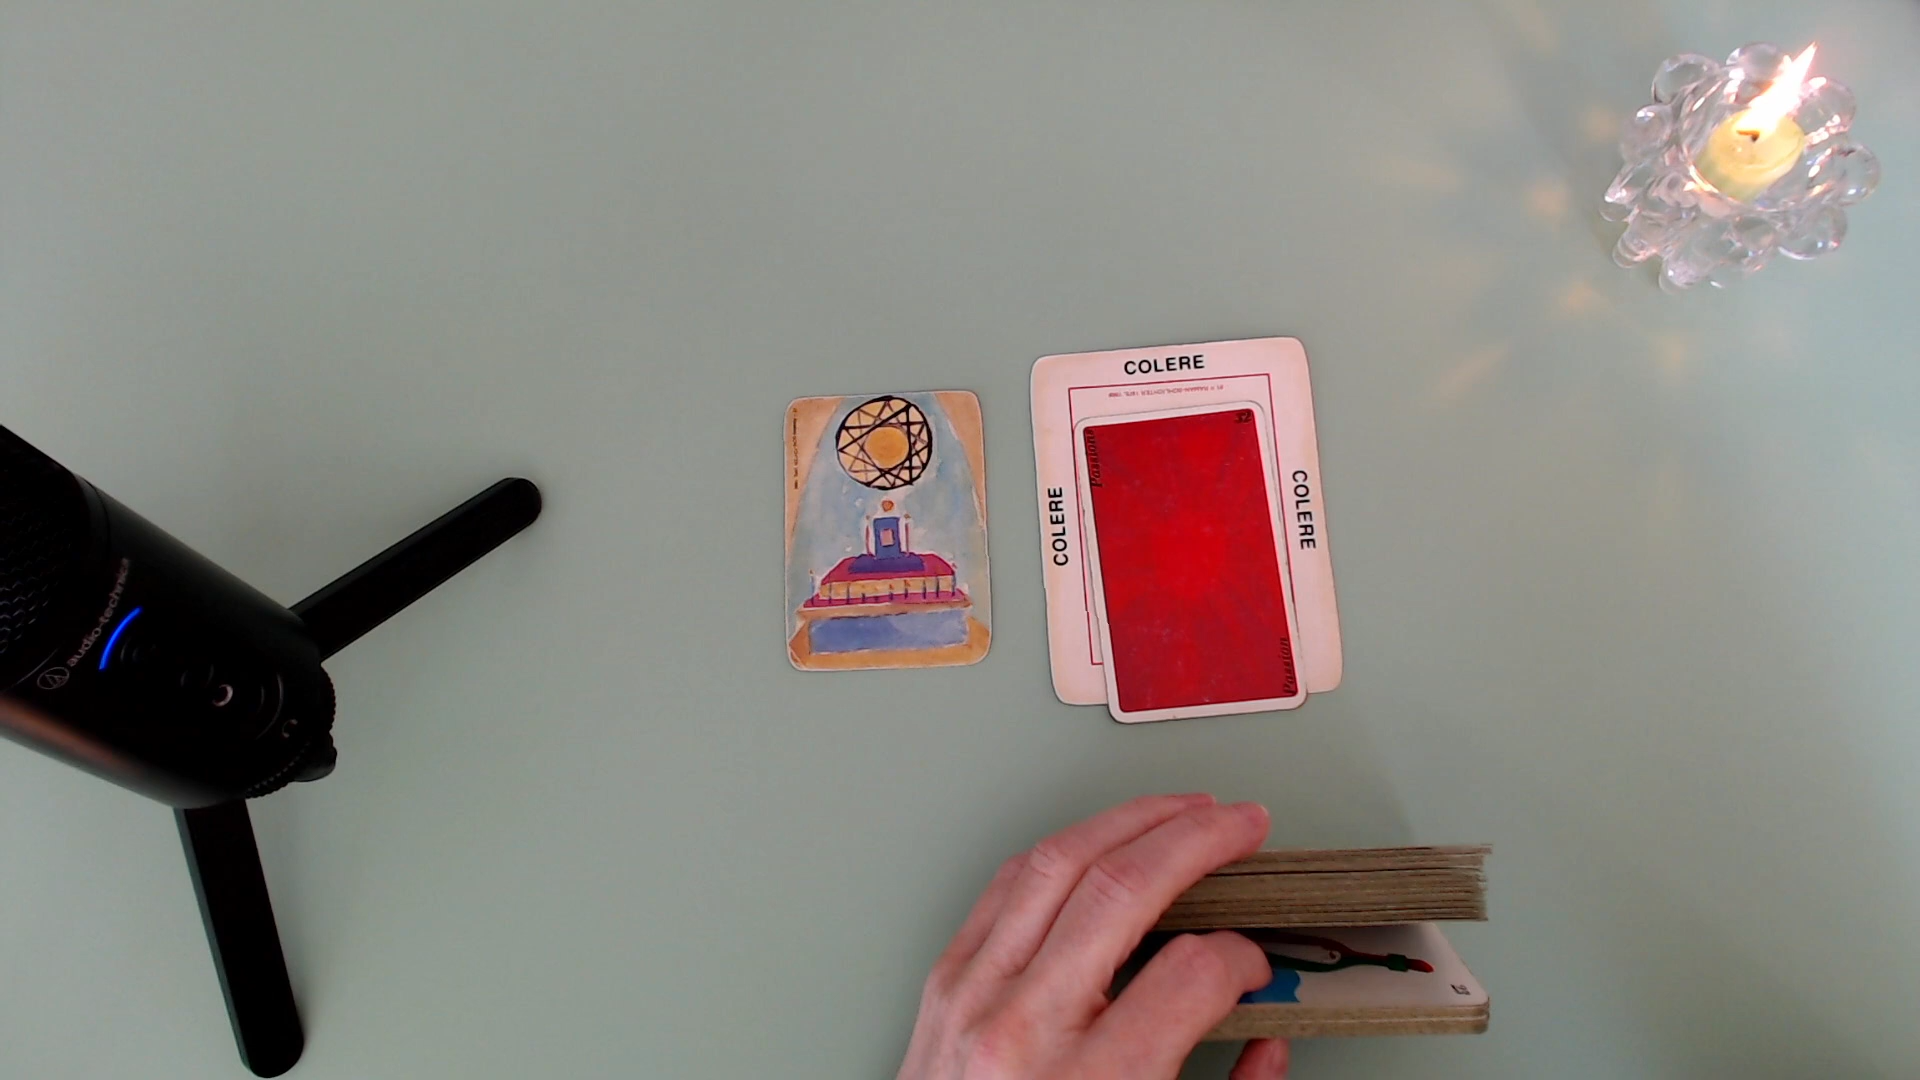 COLERE
COLERE
COLERE
Passion
32
Passion
audio-technica